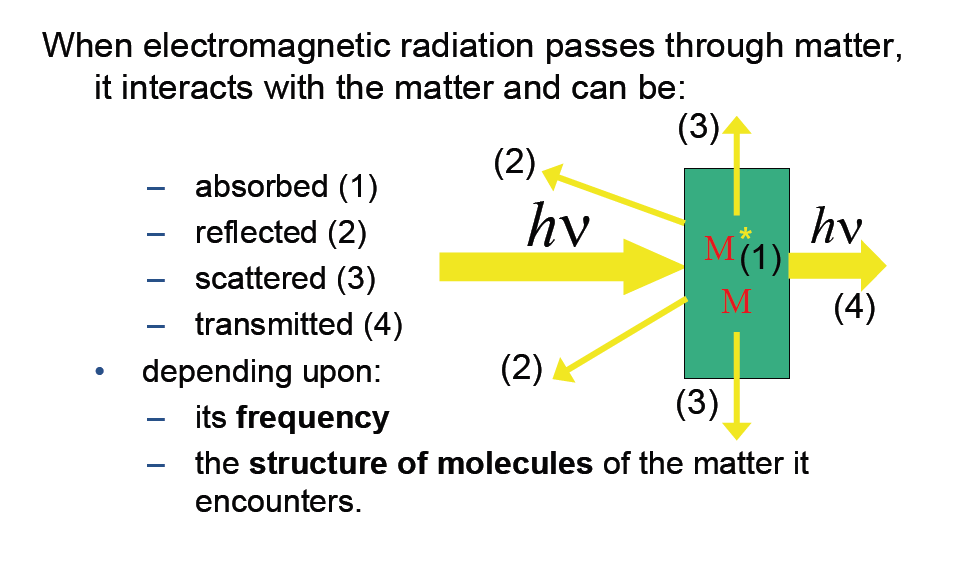 When electromagnetic radiation passes through matter,
it interacts with the matter and can be:
– absorbed (1)
– reflected (2)
– scattered (3)
– transmitted (4)
• depending upon:
– its frequency
– the structure of molecules of the matter it
encounters.
(3)
(2)
hν
hν
M*
(1)
M
(4)
(2)
(3)